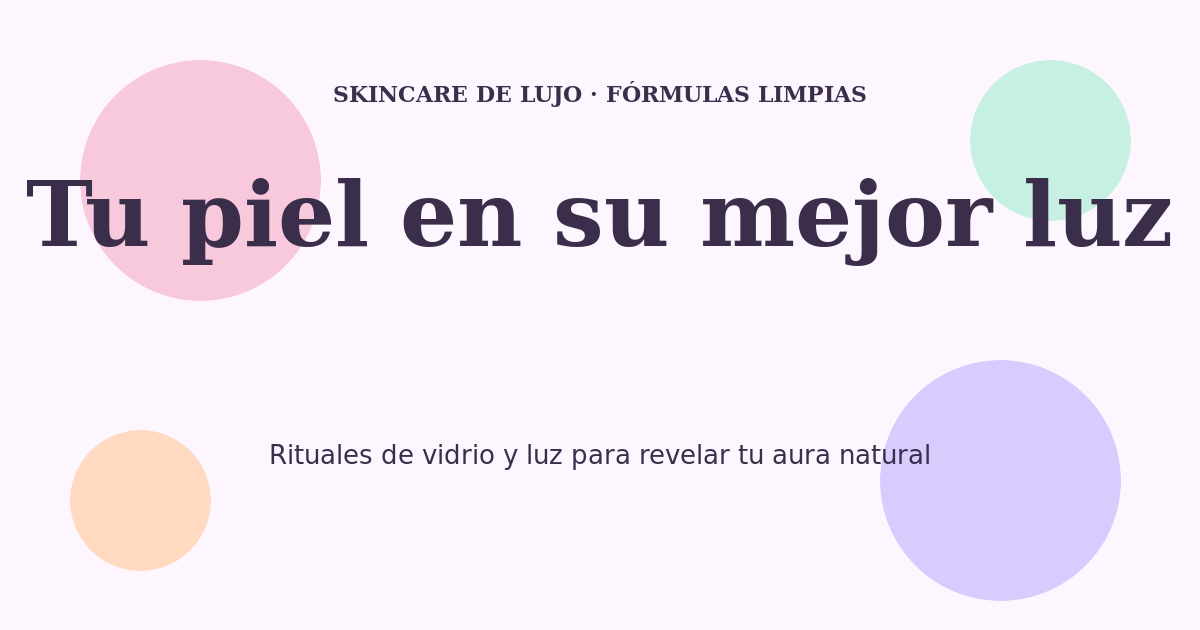 SKINCARE DE LUJO · FÓRMULAS LIMPIAS
Tu piel en su mejor luz
Rituales de vidrio y luz para revelar tu aura natural